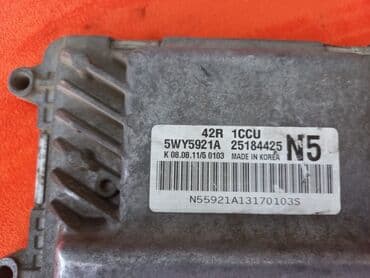 42R 1CCU
5WY5921A 25184425 N5
K 08.08.11/5 0103 MADE IN KOREA
N55921A13170103S